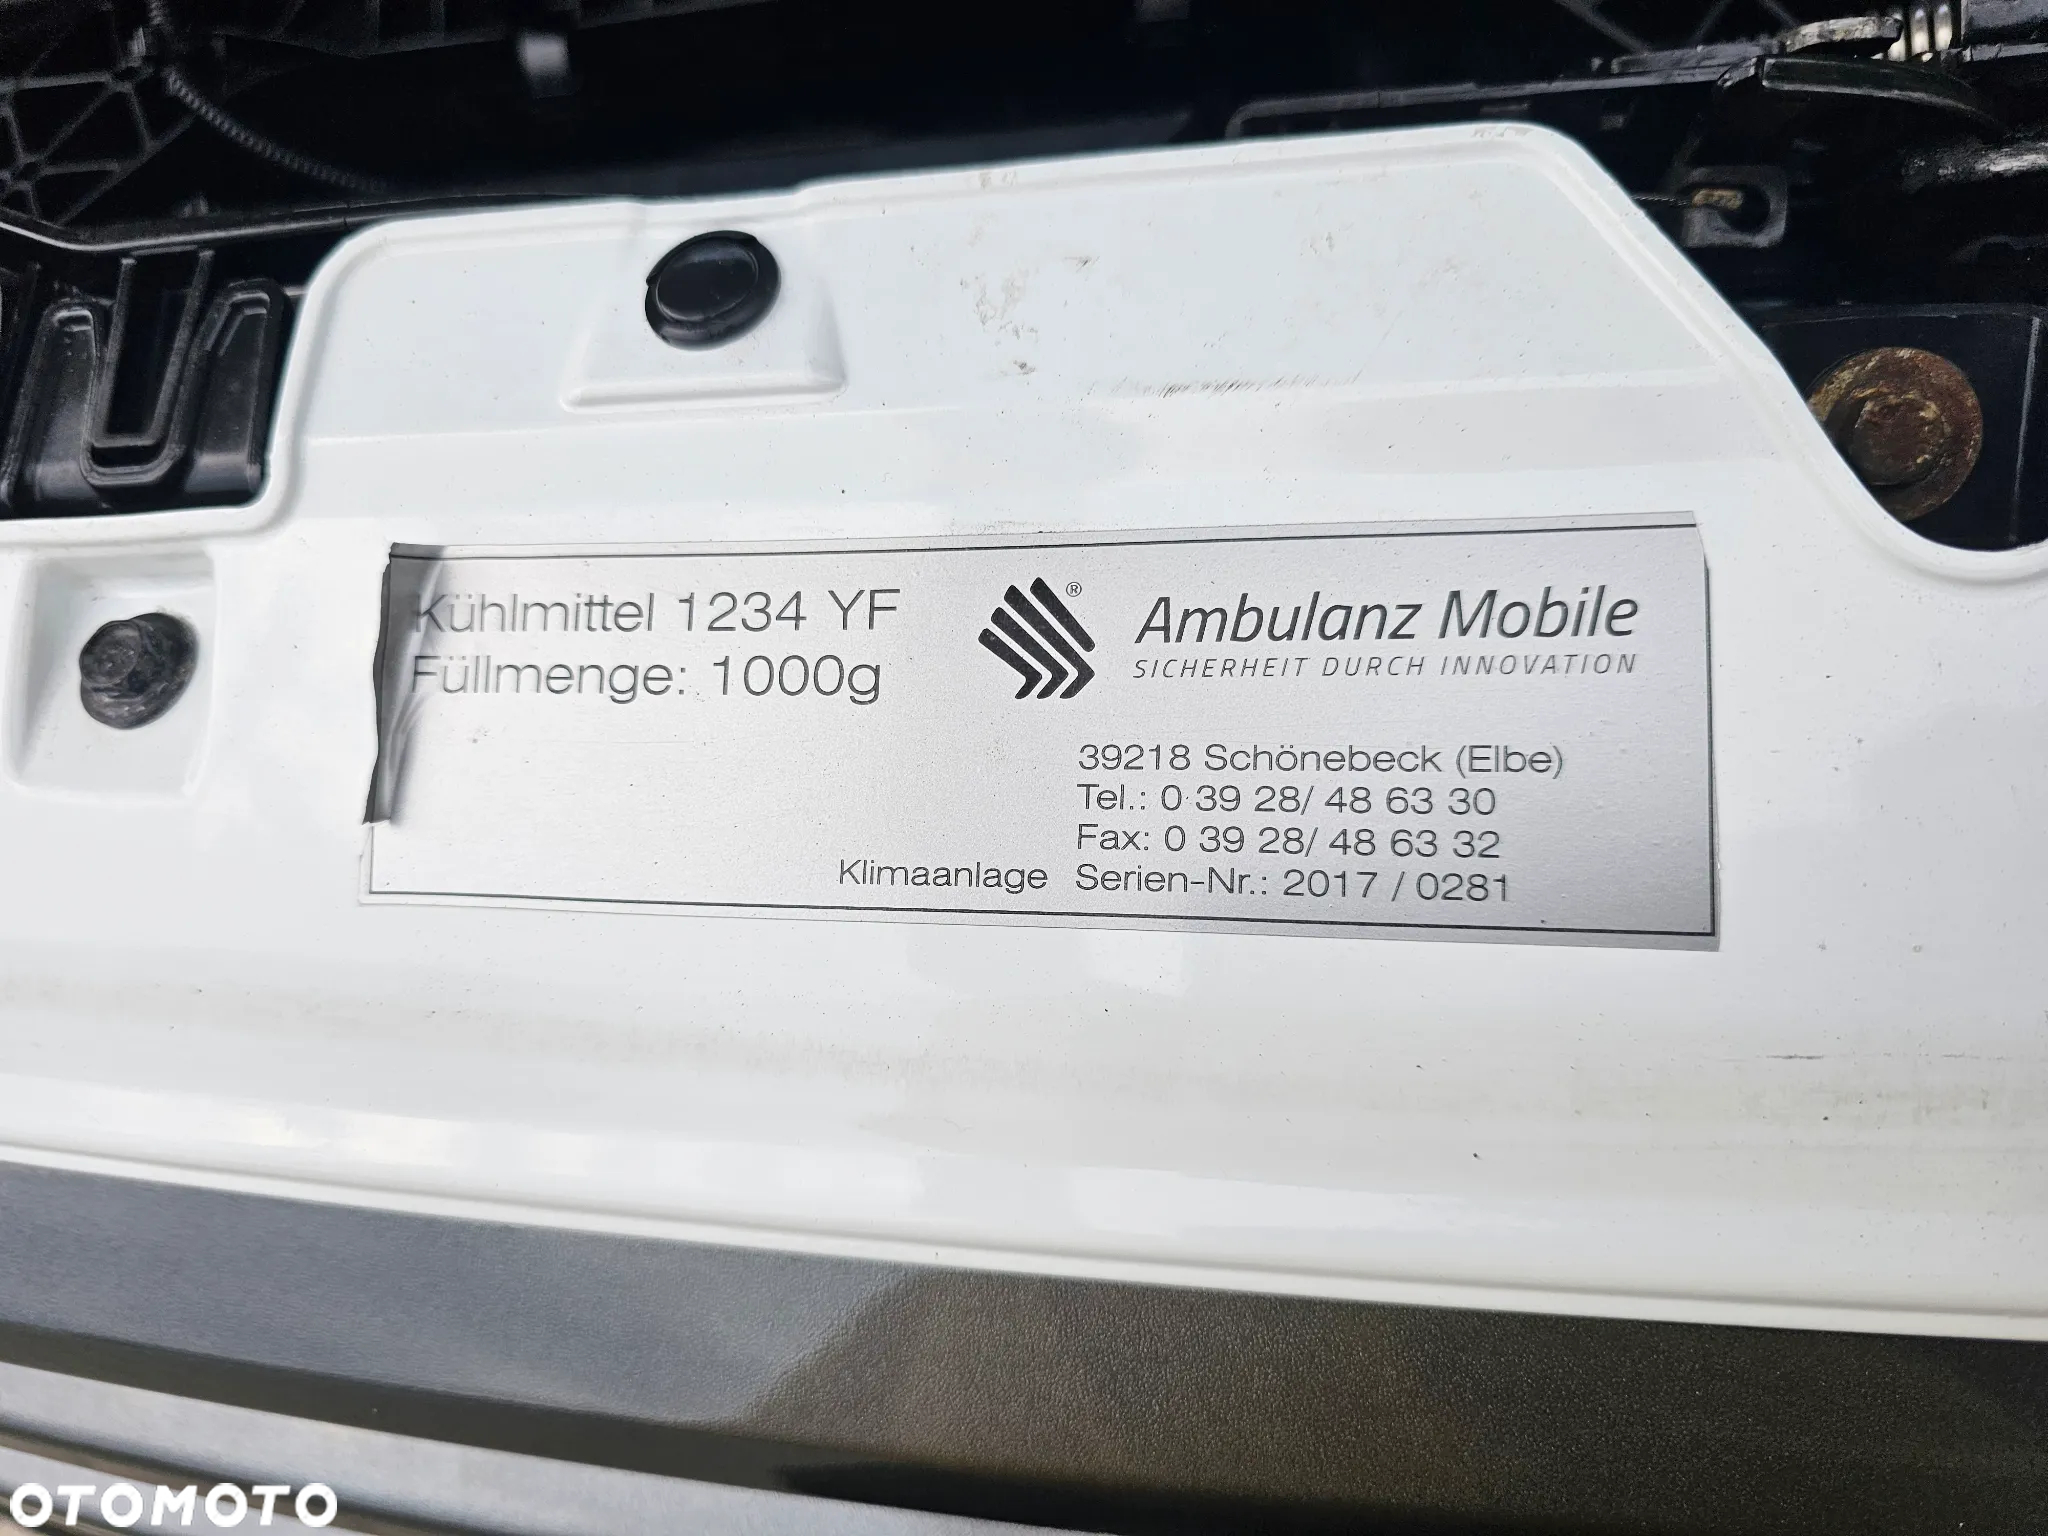 Kühlmittel 1234 YF
Füllmenge: 1000g
®
Ambulanz Mobile
SICHERHEIT DURCH INNOVATION
39218 Schönebeck (Elbe)
Tel.: 0 39 28/ 48 63 30
Fax: 0 39 28/ 48 63 32
Klimaanlage Serien-Nr.: 2017 / 0281
OTOMOTO